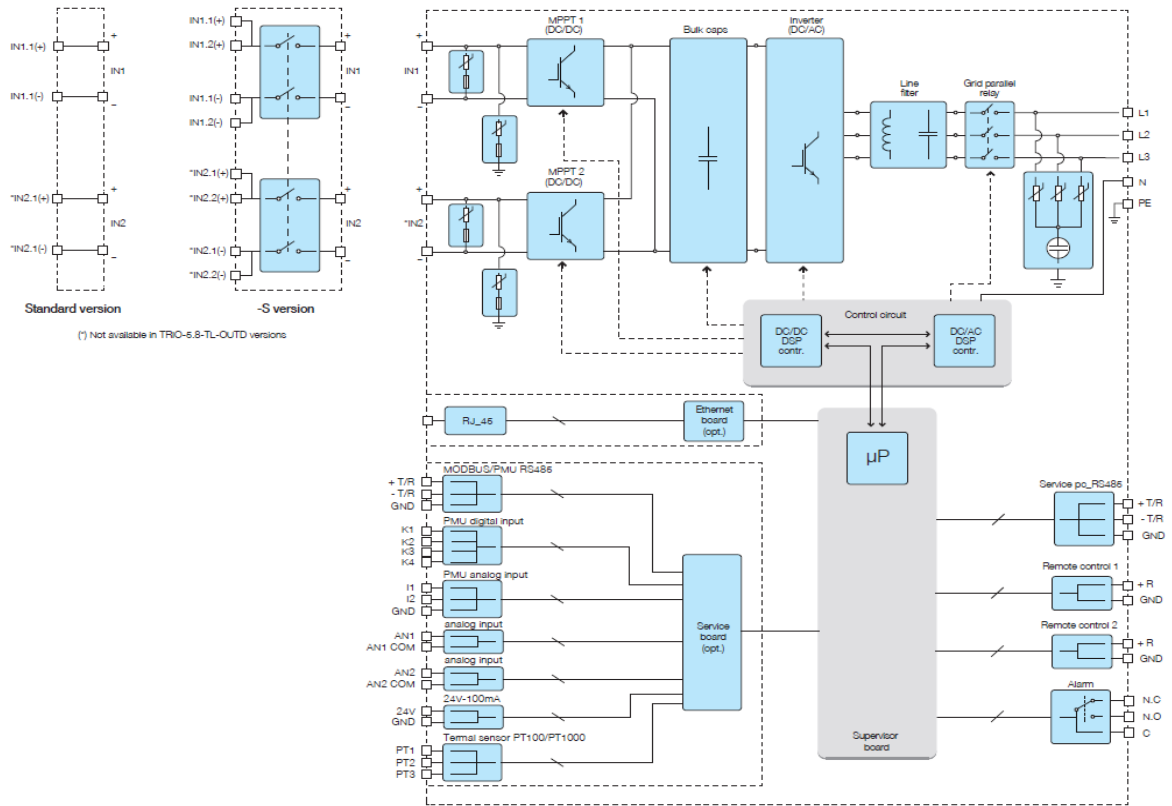 IN1.1(+)
+
IN1
IN1.1(-)
−
*IN2.1(+)
+
IN2
*IN2.1(-)
−
Standard version
IN1.1(+)
IN1.2(+)
+
IN1
IN1.1(-)
IN1.2(-)
−
*IN2.1(+)
*IN2.2(+)
+
IN2
*IN2.1(-)
*IN2.2(-)
−
-S version
(*) Not available in TRIO-5.8-TL-OUTD versions
+
IN1
−
MPPT 1
(DC/DC)
+
*IN2
−
MPPT 2
(DC/DC)
Bulk caps
Inverter
(DC/AC)
Line
filter
Grid parallel
relay
L1
L2
L3
N
PE
Control circuit
DC/DC
DSP
contr.
DC/AC
DSP
contr.
RJ_45
Ethernet
board
(opt.)
µP
Supervisor
board
MODBUS/PMU RS485
+ T/R
- T/R
GND
PMU digital input
K1
K2
K3
K4
PMU analog input
I1
I2
GND
analog input
AN1
AN1 COM
analog input
AN2
AN2 COM
24V-100mA
24V
GND
Termal sensor PT100/PT1000
PT1
PT2
PT3
Service
board
(opt.)
Service pc_RS485
+ T/R
- T/R
GND
Remote control 1
+ R
GND
Remote control 2
+ R
GND
Alarm
N.C
N.O
C